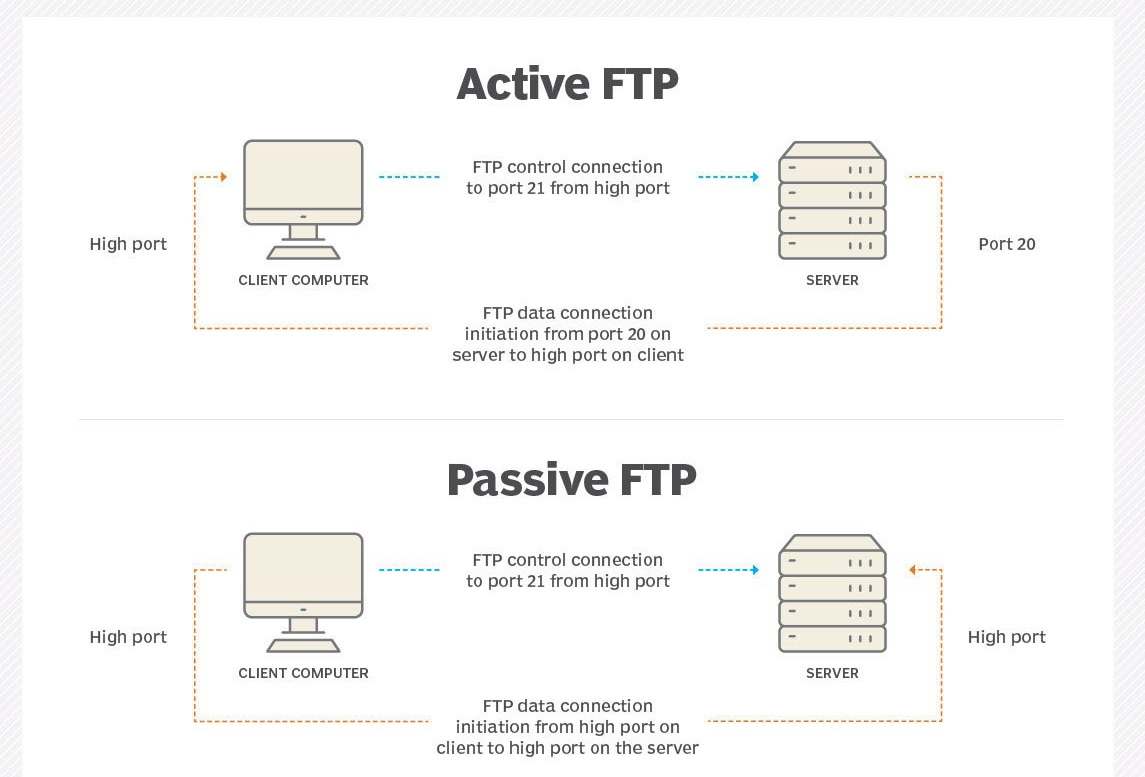 Active FTP
FTP control connection
to port 21 from high port
High port
Port 20
CLIENT COMPUTER
SERVER
FTP data connection
initiation from port 20 on
server to high port on client
Passive FTP
FTP control connection
to port 21 from high port
High port
High port
CLIENT COMPUTER
SERVER
FTP data connection
initiation from high port on
client to high port on the server